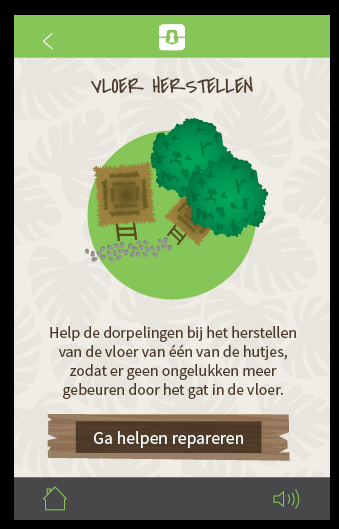 VLOER HERSTELLEN
Help de dorpelingen bij het herstellen
van de vloer van één van de hutjes,
zodat er geen ongelukken meer
gebeuren door het gat in de vloer.
Ga helpen repareren